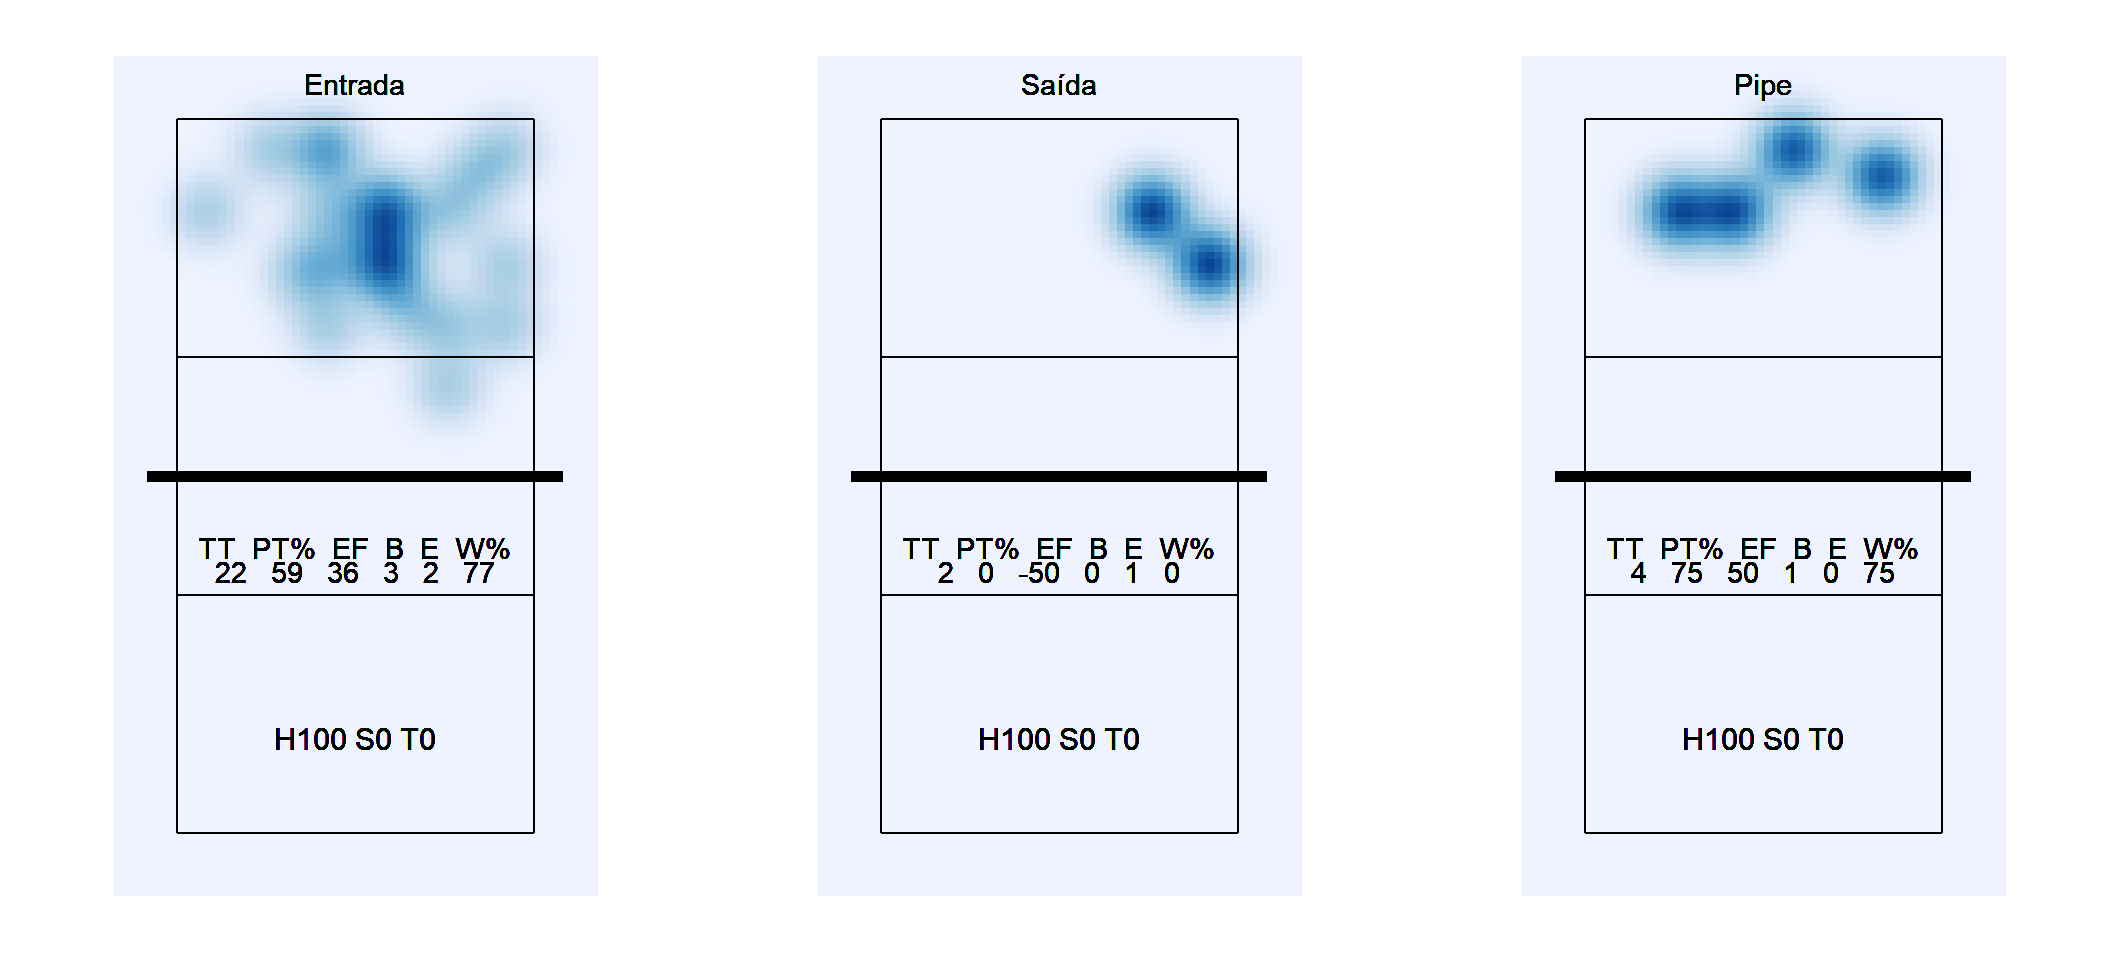 Entrada
TT PT% EF B E W%
22 59 36 3 2 77
H100 S0 T0
Saída
TT PT% EF B E W%
2 0 -50 0 1 0
H100 S0 T0
Pipe
TT PT% EF B E W%
4 75 50 1 0 75
H100 S0 T0